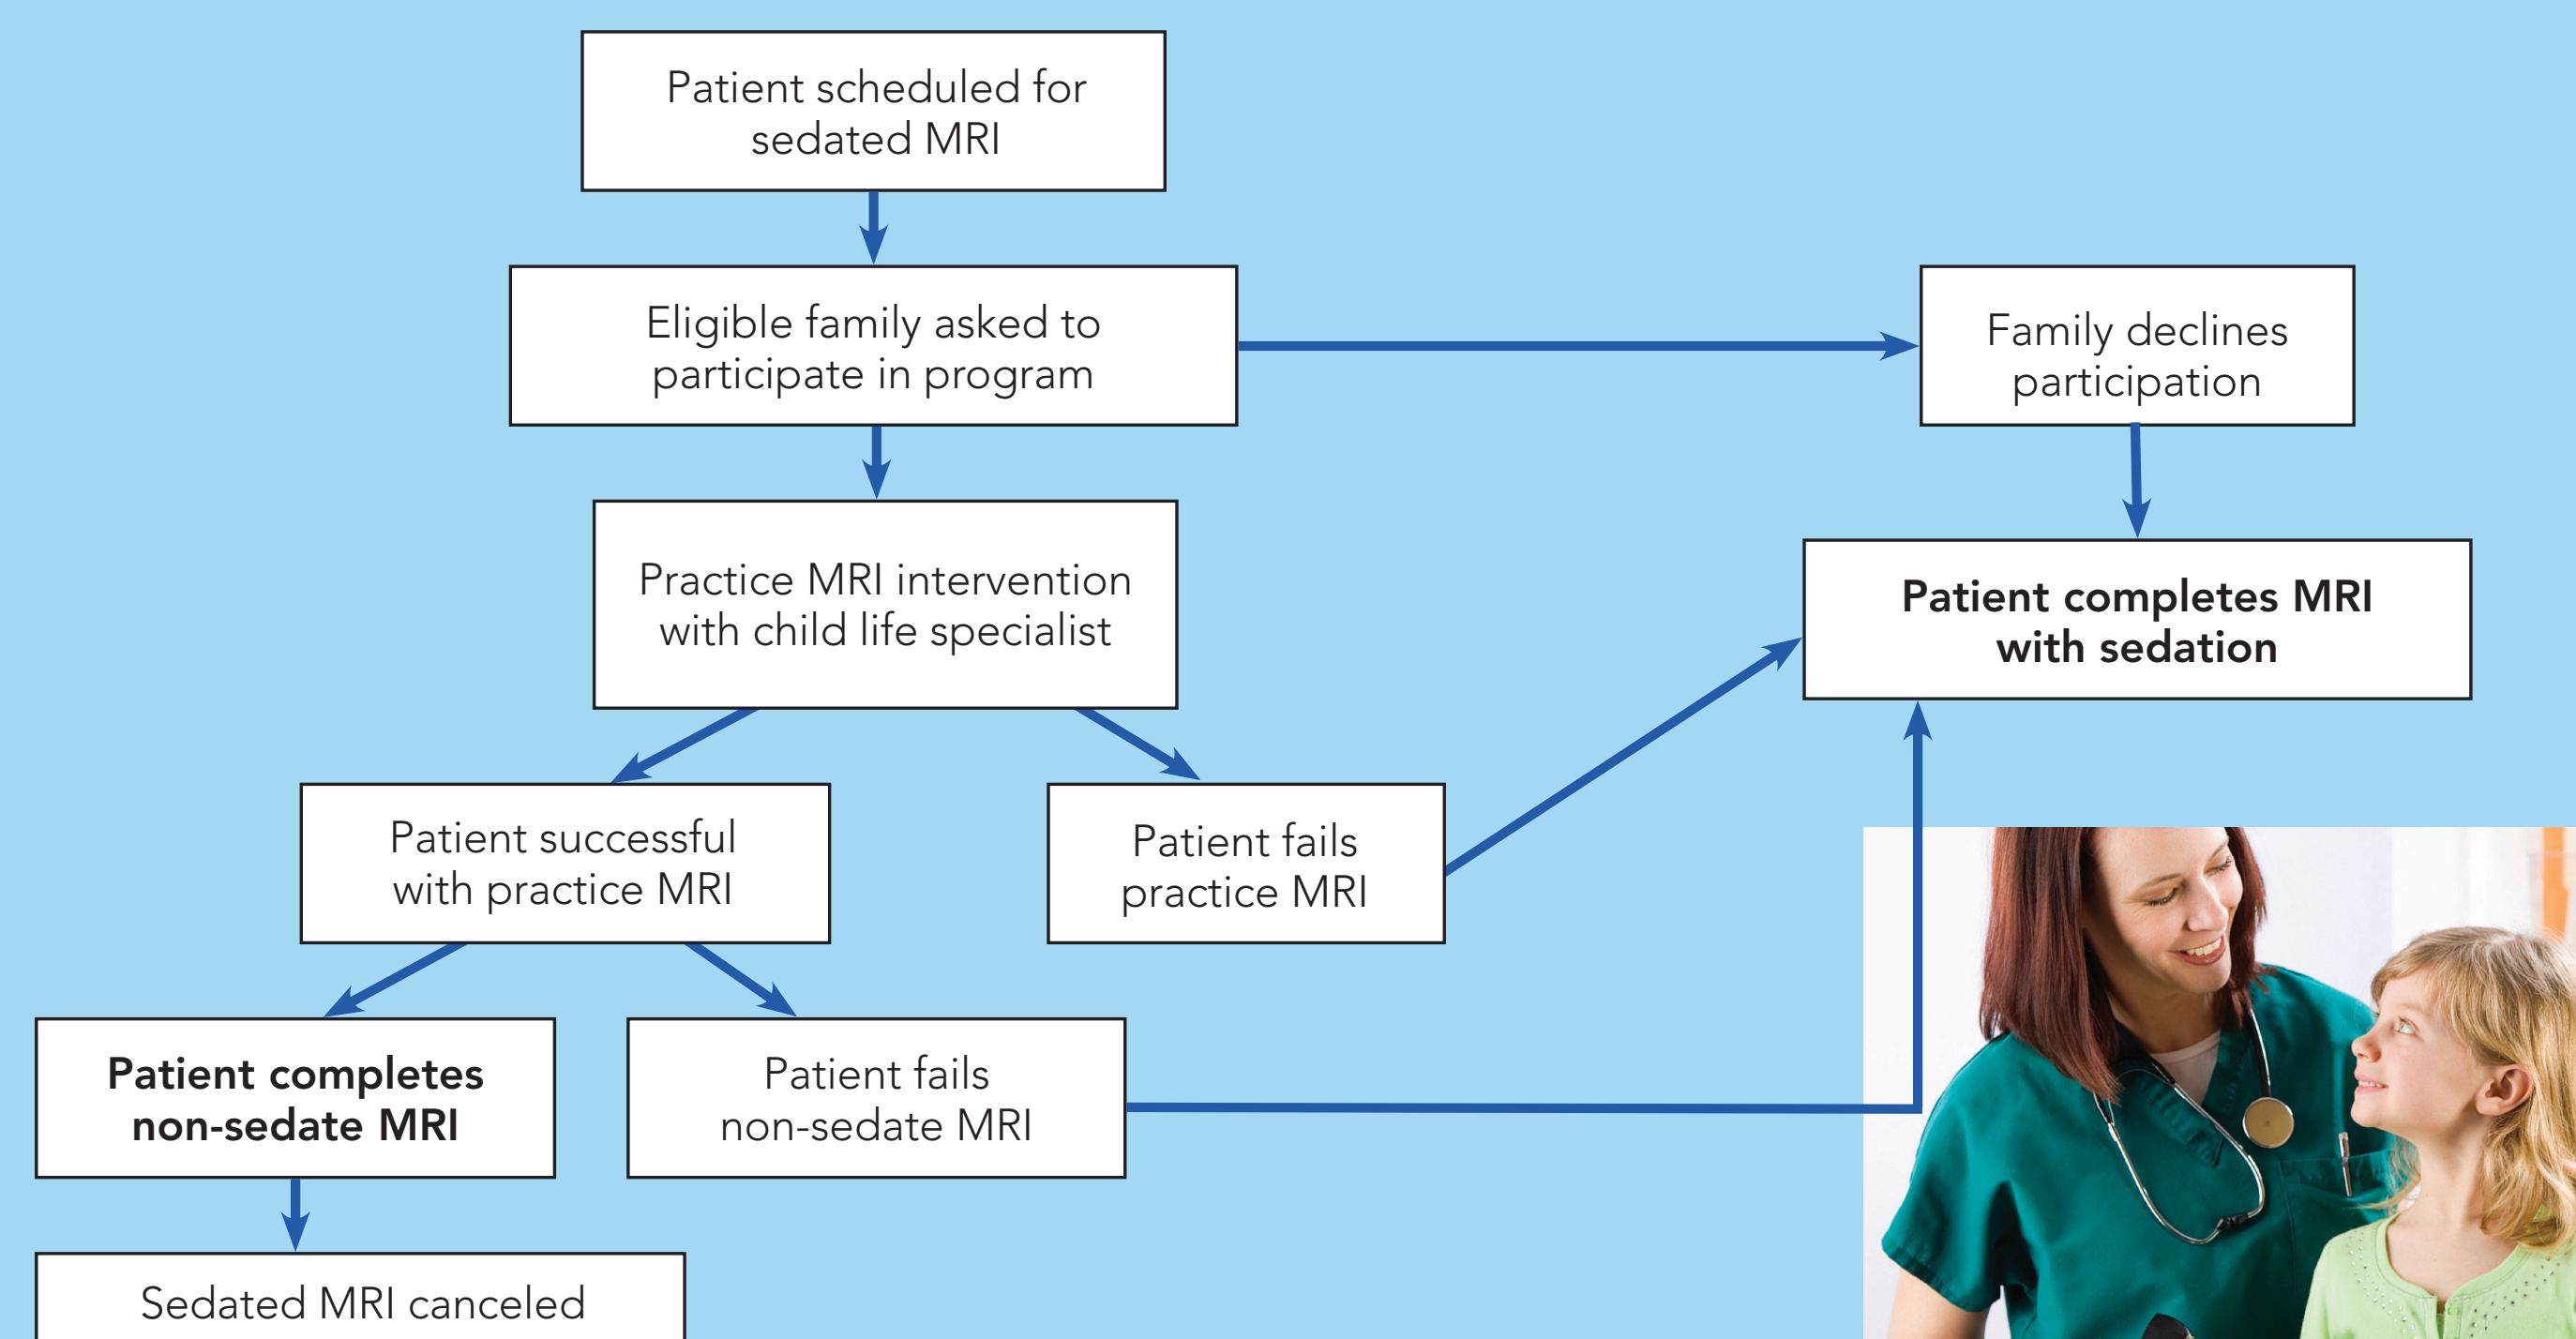 Patient scheduled for
sedated MRI
Eligible family asked to
participate in program
Family declines
participation
Practice MRI intervention
with child life specialist
Patient completes MRI
with sedation
Patient successful
with practice MRI
Patient fails
practice MRI
Patient completes
non-sedate MRI
Patient fails
non-sedate MRI
Sedated MRI canceled